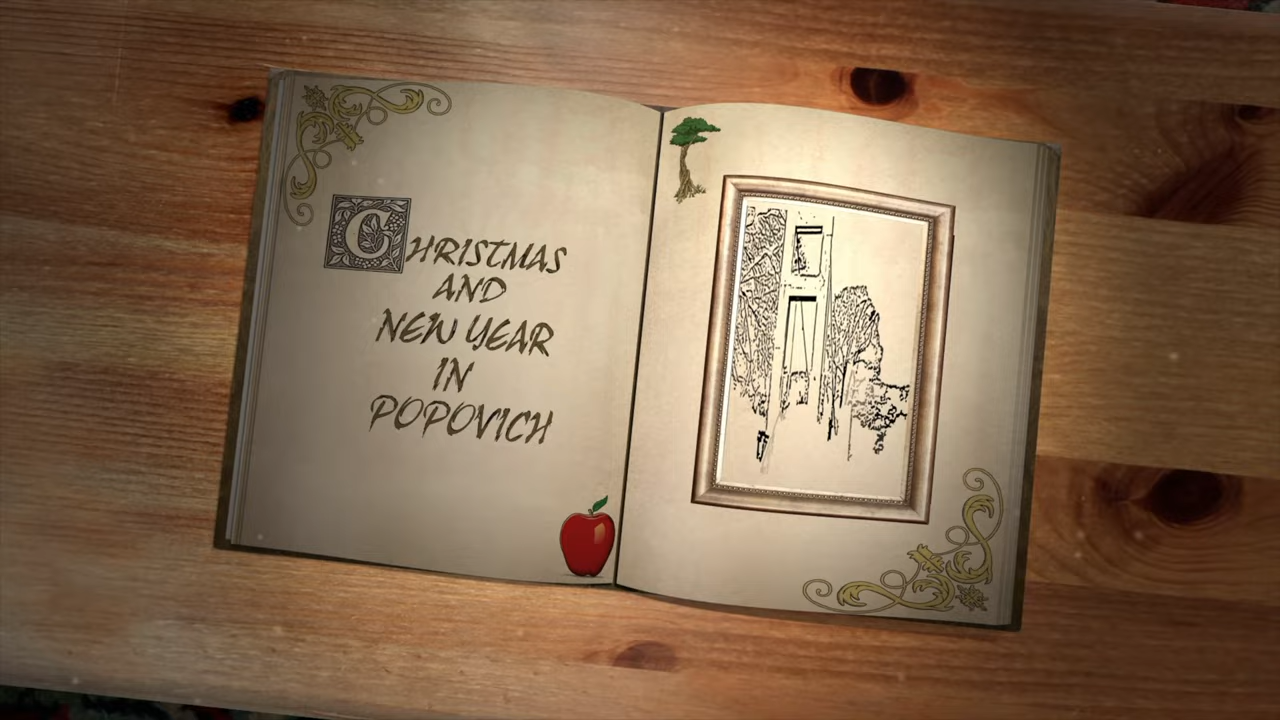 CHRISTMAS
AND
NEW YEAR
IN
POPOVICH